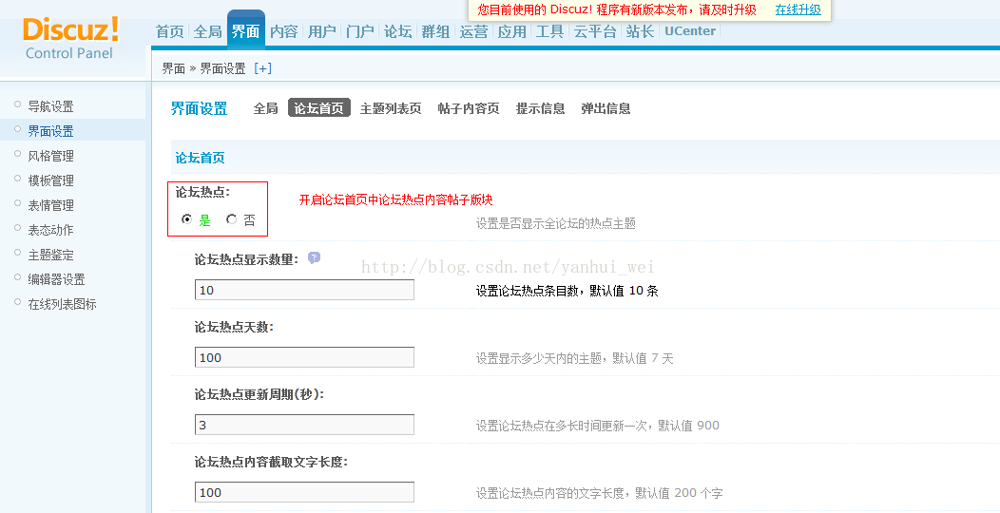 您目前使用的 Discuz! 程序有新版本发布，请及时升级 在线升级
Discuz!
Control Panel
首页 全局 界面 内容 用户 门户 论坛 群组 运营 应用 工具 云平台 站长 UCenter
界面 » 界面设置 [+]
导航设置
界面设置
风格管理
模板管理
表情管理
表态动作
主题鉴定
编辑器设置
在线列表图标
界面设置 全局 论坛首页 主题列表页 帖子内容页 提示信息 弹出信息
论坛首页
论坛热点:
是 否
开启论坛首页中论坛热点内容帖子版块
设置是否显示全论坛的热点主题
论坛热点显示数量: ?
http://blog.csdn.net/yanhui_wei
10 设置论坛热点条目数，默认值 10 条
论坛热点天数:
100 设置显示多少天内的主题，默认值 7 天
论坛热点更新周期(秒):
3 设置论坛热点在多长时间更新一次，默认值 900
论坛热点内容截取文字长度:
100 设置论坛热点内容的文字长度，默认值 200 个字